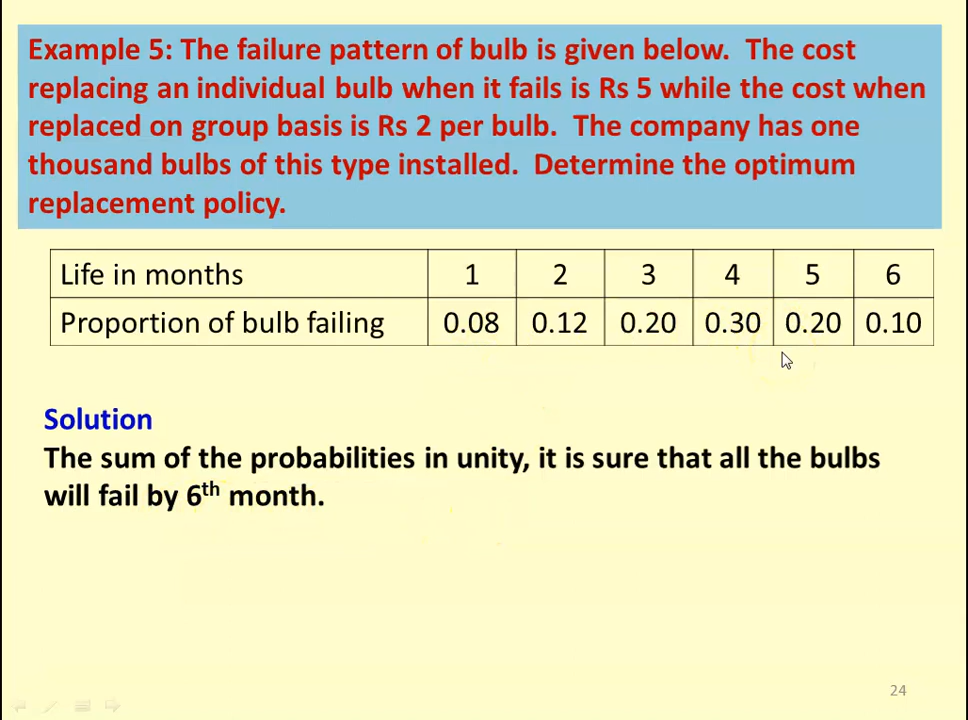 Example 5: The failure pattern of bulb is given below. The cost
replacing an individual bulb when it fails is Rs 5 while the cost when
replaced on group basis is Rs 2 per bulb. The company has one
thousand bulbs of this type installed. Determine the optimum
replacement policy.
Life in months 1 2 3 4 5 6
Proportion of bulb failing 0.08 0.12 0.20 0.30 0.20 0.10
Solution
The sum of the probabilities in unity, it is sure that all the bulbs
will fail by 6th month.
24